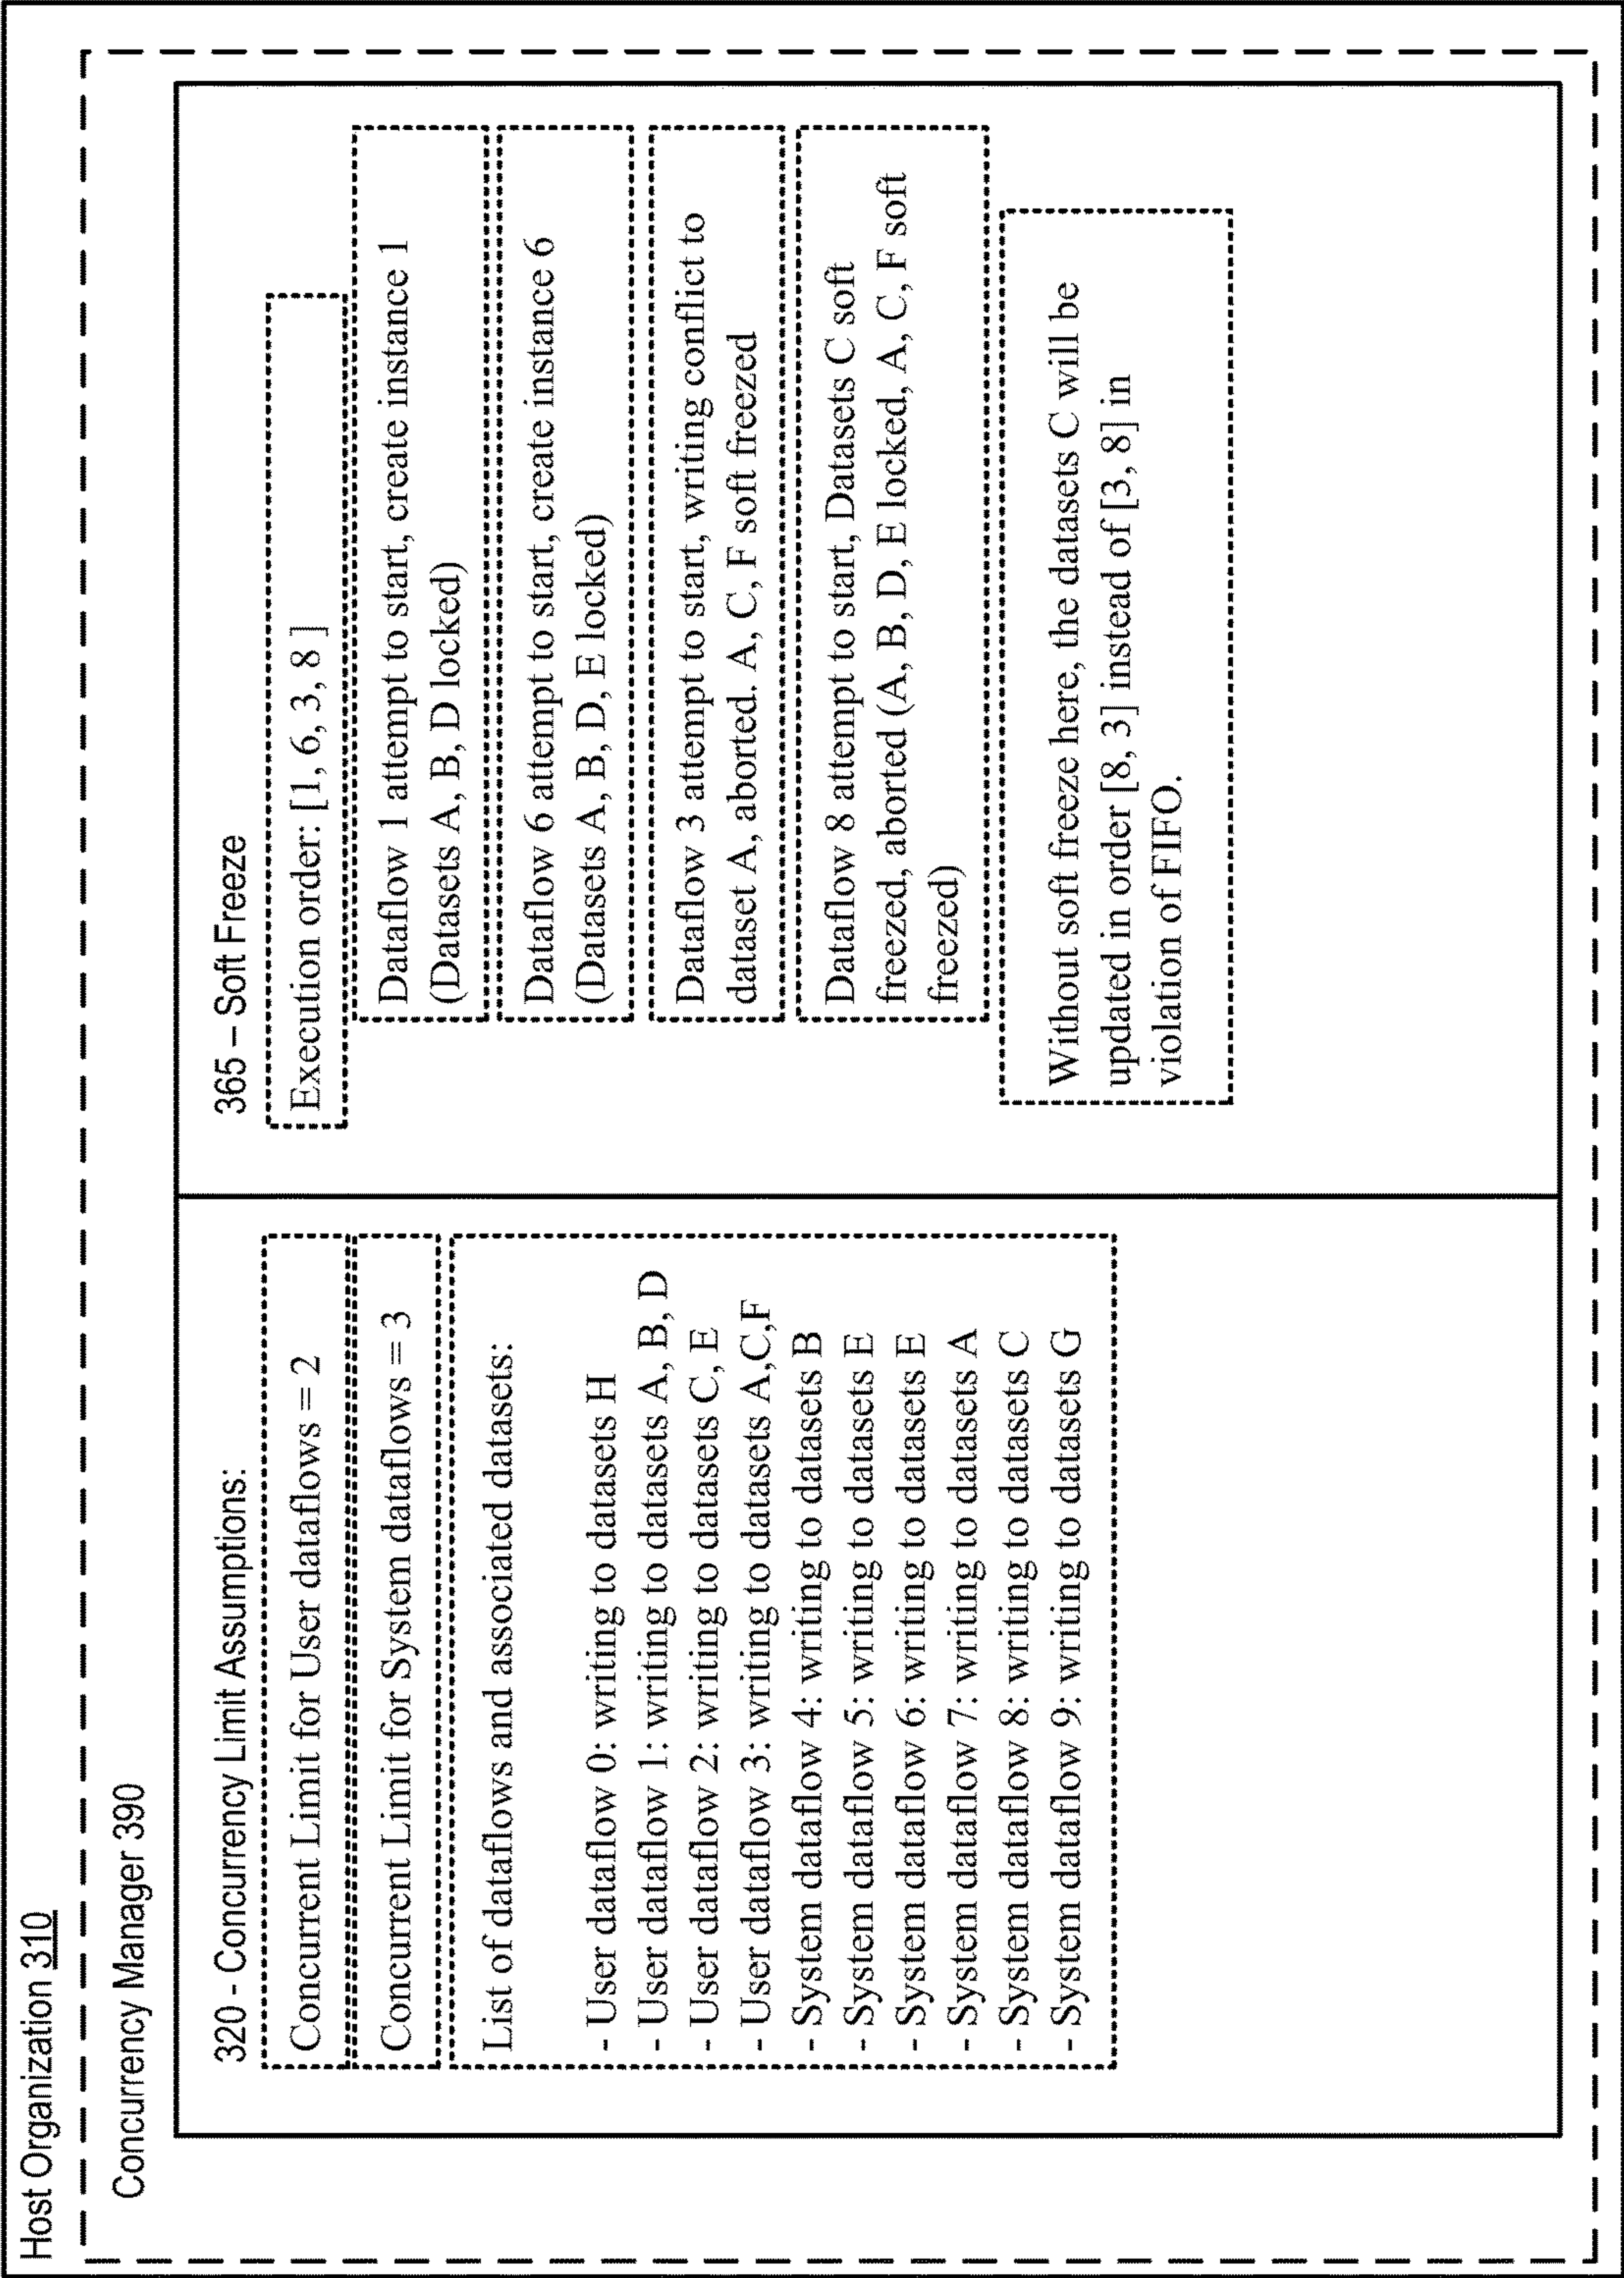 Host Organization 310
Concurrency Manager 390
320 - Concurrency Limit Assumptions:
Concurrent Limit for User dataflows = 2
Concurrent Limit for System dataflows = 3
List of dataflows and associated datasets:
- User dataflow 0: writing to datasets H
- User dataflow 1: writing to datasets A, B, D
- User dataflow 2: writing to datasets C, E
- User dataflow 3: writing to datasets A,C,F
- System dataflow 4: writing to datasets B
- System dataflow 5: writing to datasets E
- System dataflow 6: writing to datasets E
- System dataflow 7: writing to datasets A
- System dataflow 8: writing to datasets C
- System dataflow 9: writing to datasets G
365 – Soft Freeze
Execution order: [1, 6, 3, 8 ]
Dataflow 1 attempt to start, create instance 1
(Datasets A, B, D locked)
Dataflow 6 attempt to start, create instance 6
(Datasets A, B, D, E locked)
Dataflow 3 attempt to start, writing conflict to
dataset A, aborted. A, C, F soft freezed
Dataflow 8 attempt to start, Datasets C soft
freezed, aborted (A, B, D, E locked, A, C, F soft
freezed)
Without soft freeze here, the datasets C will be
updated in order [8, 3] instead of [3, 8] in
violation of FIFO.